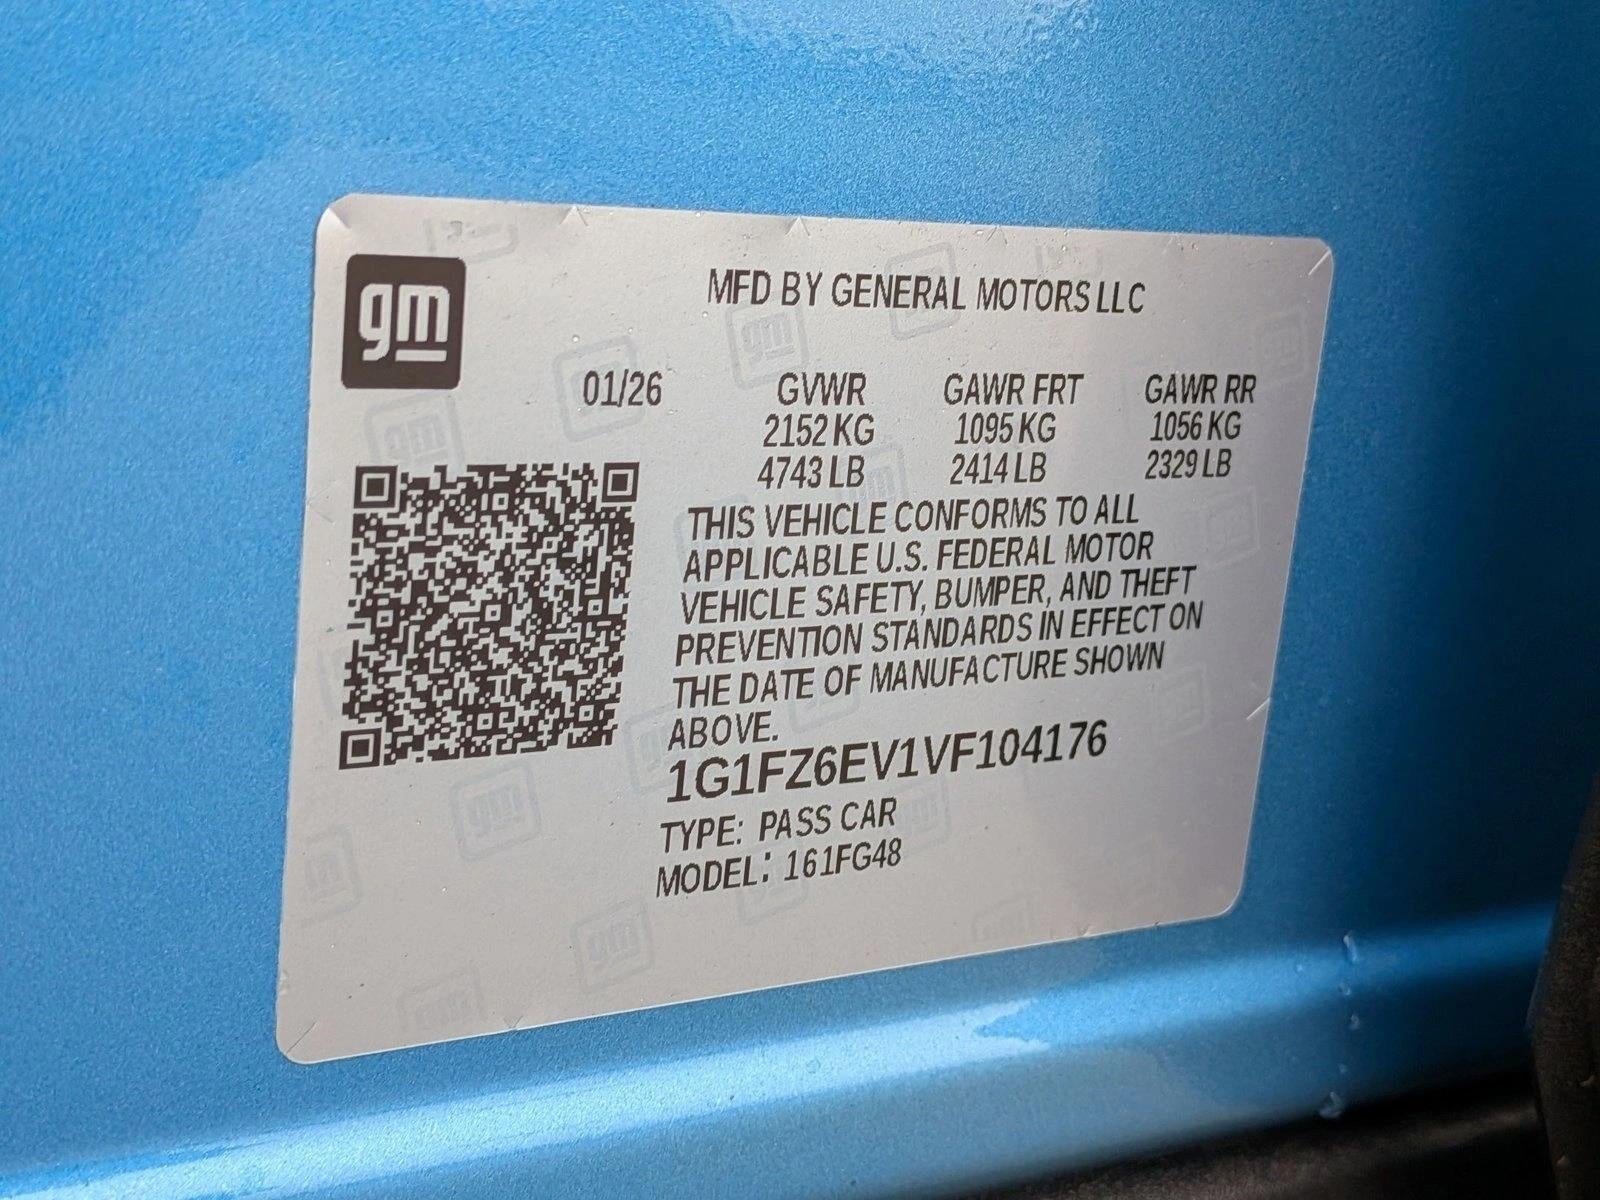 gm
MFD BY GENERAL MOTORS LLC
01/26 GVWR GAWR FRT GAWR RR
2152 KG 1095 KG 1056 KG
4743 LB 2414 LB 2329 LB
THIS VEHICLE CONFORMS TO ALL
APPLICABLE U.S. FEDERAL MOTOR
VEHICLE SAFETY, BUMPER, AND THEFT
PREVENTION STANDARDS IN EFFECT ON
THE DATE OF MANUFACTURE SHOWN
ABOVE.
1G1FZ6EV1VF104176
TYPE: PASS CAR
MODEL: 161FG48